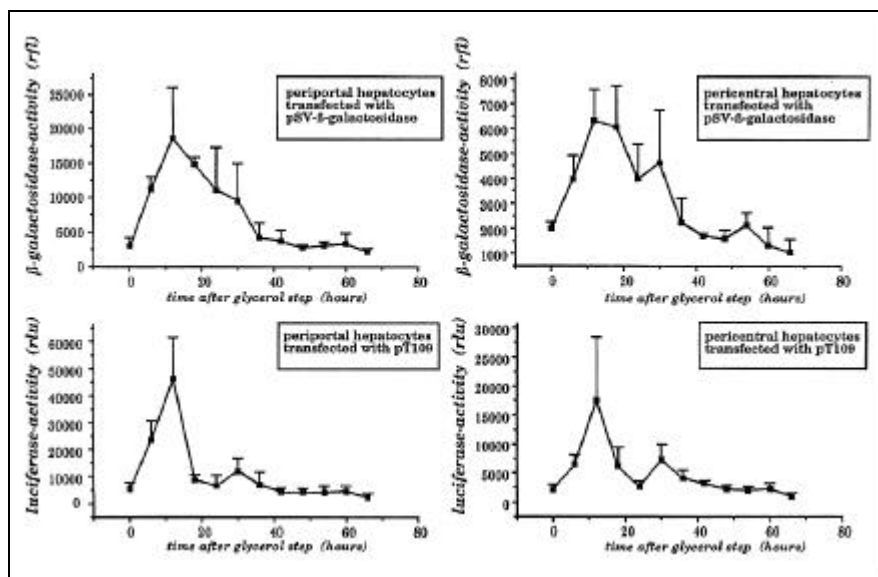 β-galactosidase-activity (rfl)
25000
20000
15000
10000
5000
0
periportal hepatocytes
transfected with
pSV-ß-galactosidase
0 20 40 60 80
time after glycerol step (hours)
β-galactosidase-activity (rfl)
8000
7000
6000
5000
4000
3000
2000
1000
pericentral hepatocytes
transfected with
pSV-ß-galactosidase
0 20 40 60 80
time after glycerol step (hours)
luciferase-activity (rlu)
60000
50000
40000
30000
20000
10000
0
periportal hepatocytes
transfected with pT109
0 20 40 60 80
time after glycerol step (hours)
luciferase-activity (rlu)
30000
25000
20000
15000
10000
5000
0
pericentral hepatocytes
transfected with pT109
0 20 40 60 80
time after glycerol step (hours)